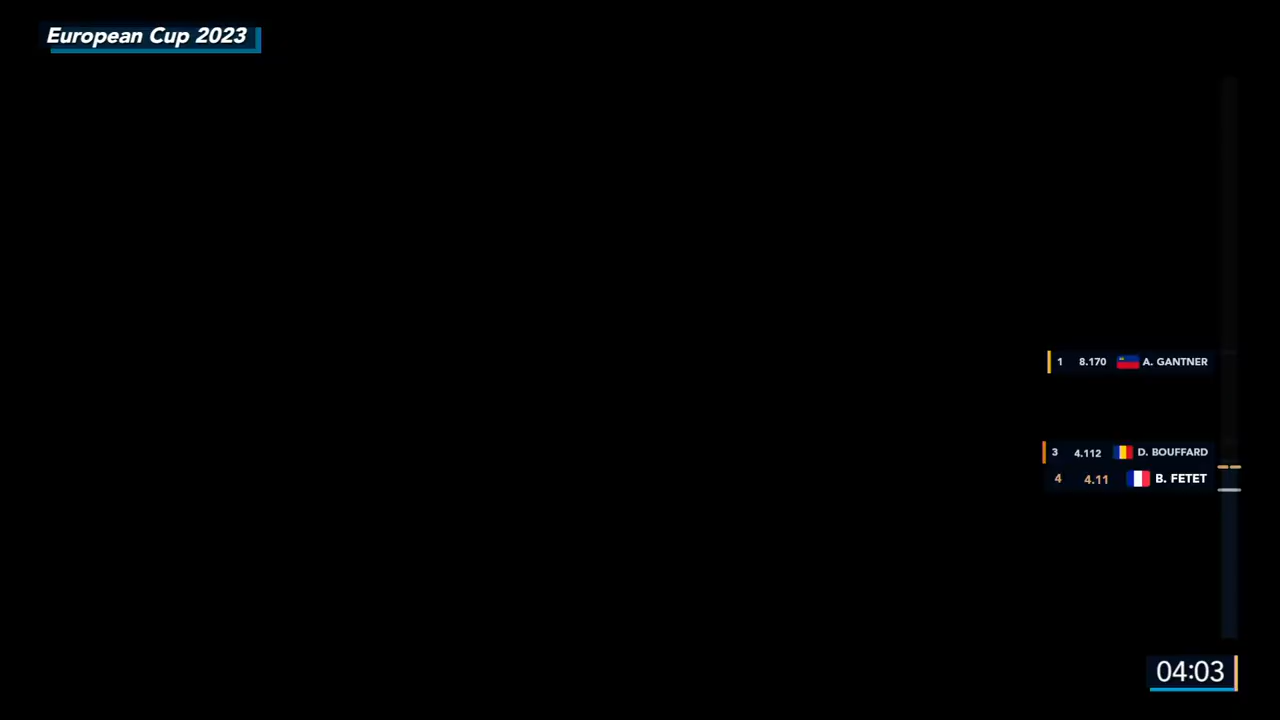 European Cup 2023
1 8.170 A. GANTNER
3 4.112 D. BOUFFARD
4 4.11 B. FETET
04:03